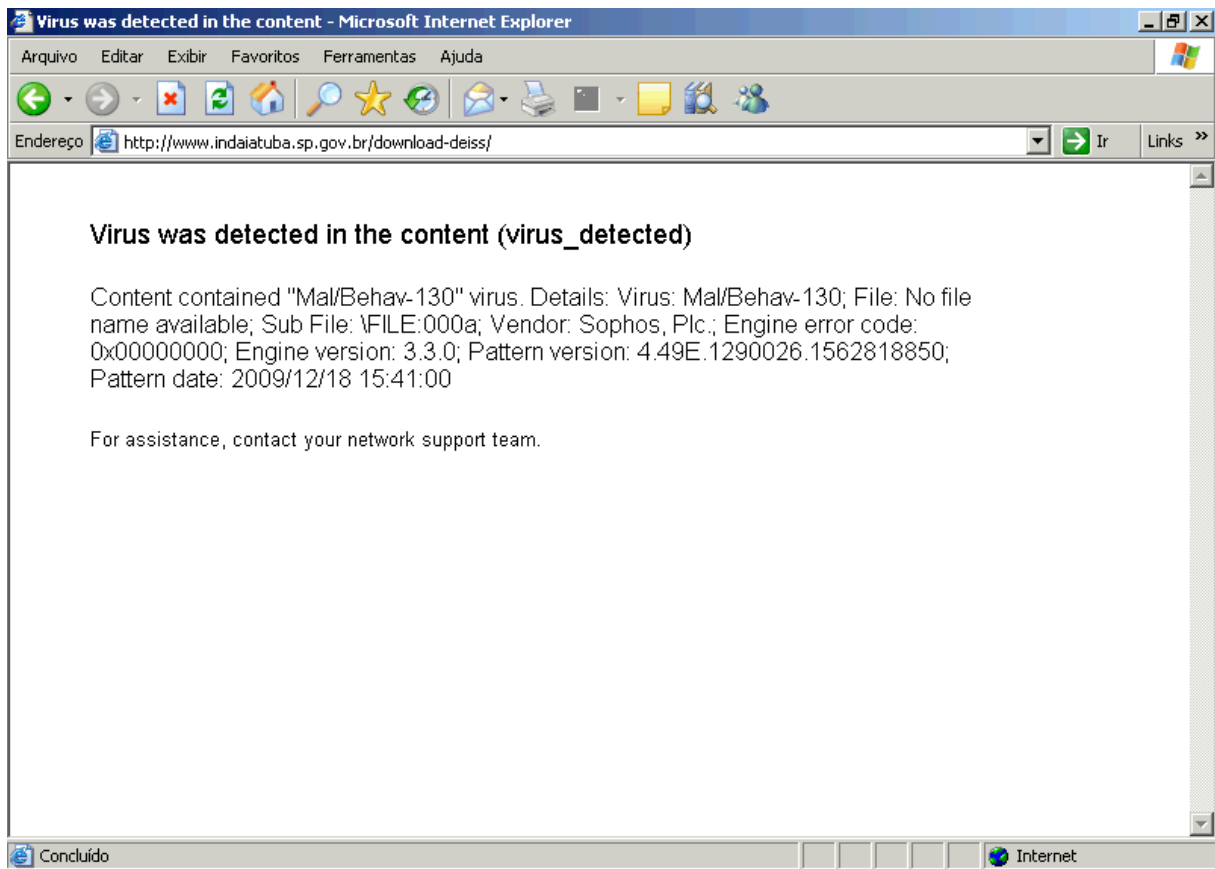 Virus was detected in the content - Microsoft Internet Explorer
Arquivo Editar Exibir Favoritos Ferramentas Ajuda
Endereço http://www.indaiatuba.sp.gov.br/download-deiss/ Ir Links »
Virus was detected in the content (virus_detected)
Content contained "Mal/Behav-130" virus. Details: Virus: Mal/Behav-130; File: No file
name available; Sub File: \FILE:000a; Vendor: Sophos, Plc.; Engine error code:
0x00000000; Engine version: 3.3.0; Pattern version: 4.49E.1290026.1562818850;
Pattern date: 2009/12/18 15:41:00
For assistance, contact your network support team.
Concluído Internet